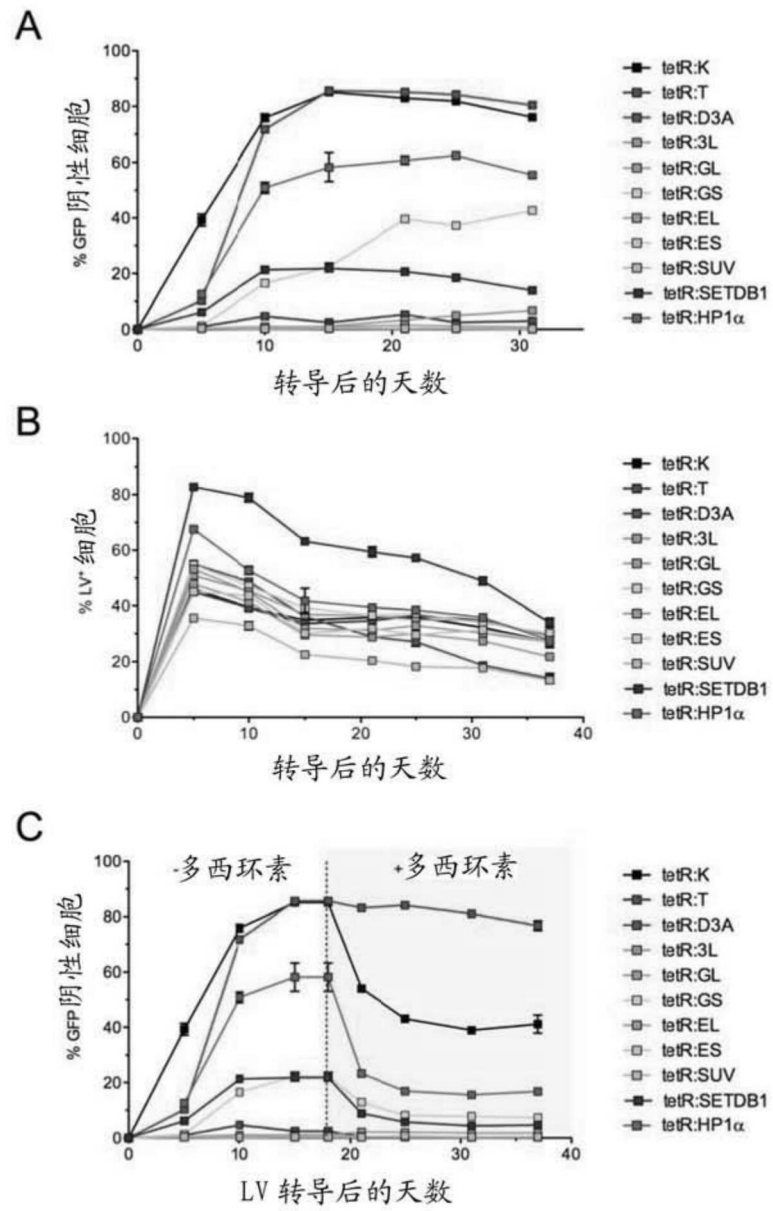 A
% GFP 阴性细胞
100
80
60
40
20
0
0
10
20
30
转导后的天数
tetR:K
tetR:T
tetR:D3A
tetR:3L
tetR:GL
tetR:GS
tetR:EL
tetR:ES
tetR:SUV
tetR:SETDB1
tetR:HP1α
B
% LV⁺ 细胞
100
80
60
40
20
0
0
10
20
30
40
转导后的天数
tetR:K
tetR:T
tetR:D3A
tetR:3L
tetR:GL
tetR:GS
tetR:EL
tetR:ES
tetR:SUV
tetR:SETDB1
tetR:HP1α
C
-多西环素
+多西环素
% GFP 阴性细胞
100
80
60
40
20
0
0
10
20
30
40
LV 转导后的天数
tetR:K
tetR:T
tetR:D3A
tetR:3L
tetR:GL
tetR:GS
tetR:EL
tetR:ES
tetR:SUV
tetR:SETDB1
tetR:HP1α